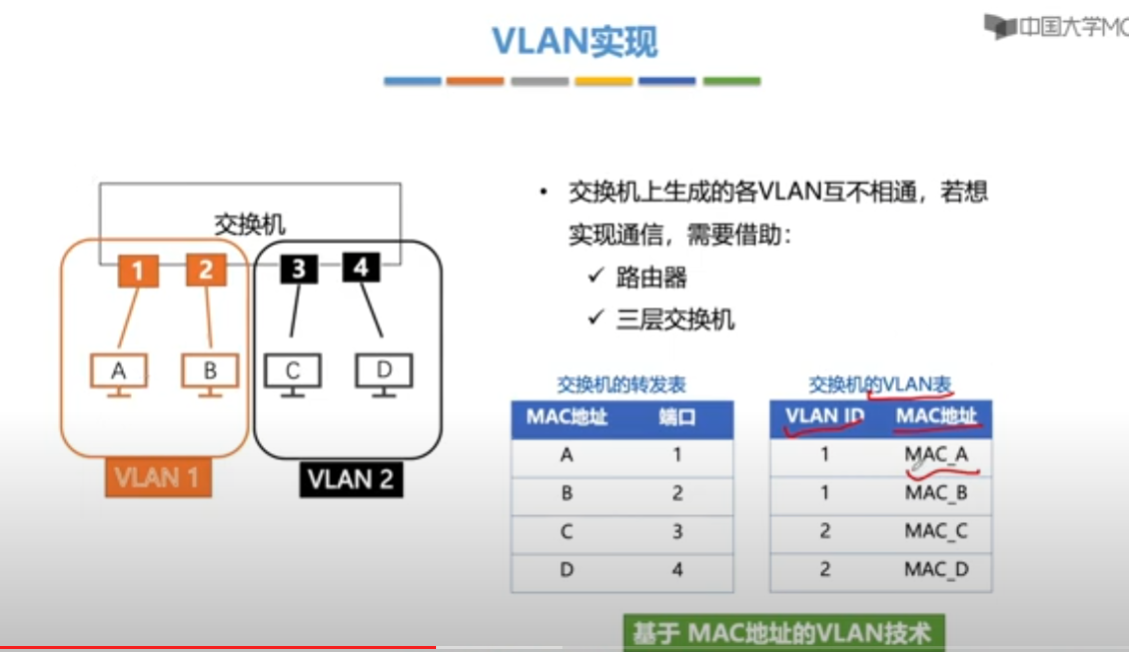 VLAN实现
中国大学MO
交换机
1 2 3 4
A B C D
VLAN 1 VLAN 2
• 交换机上生成的各VLAN互不相通，若想
实现通信，需要借助：
✓ 路由器
✓ 三层交换机
交换机的转发表
MAC地址 端口
A 1
B 2
C 3
D 4
交换机的VLAN表
VLAN ID MAC地址
1 MAC_A
1 MAC_B
2 MAC_C
2 MAC_D
基于 MAC地址的VLAN技术